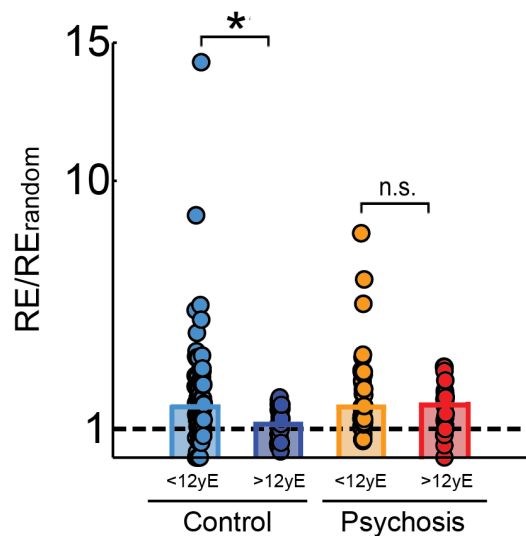 *
15
n.s.
10
RE/RErandom
1
<12yE >12yE <12yE >12yE
Control Psychosis